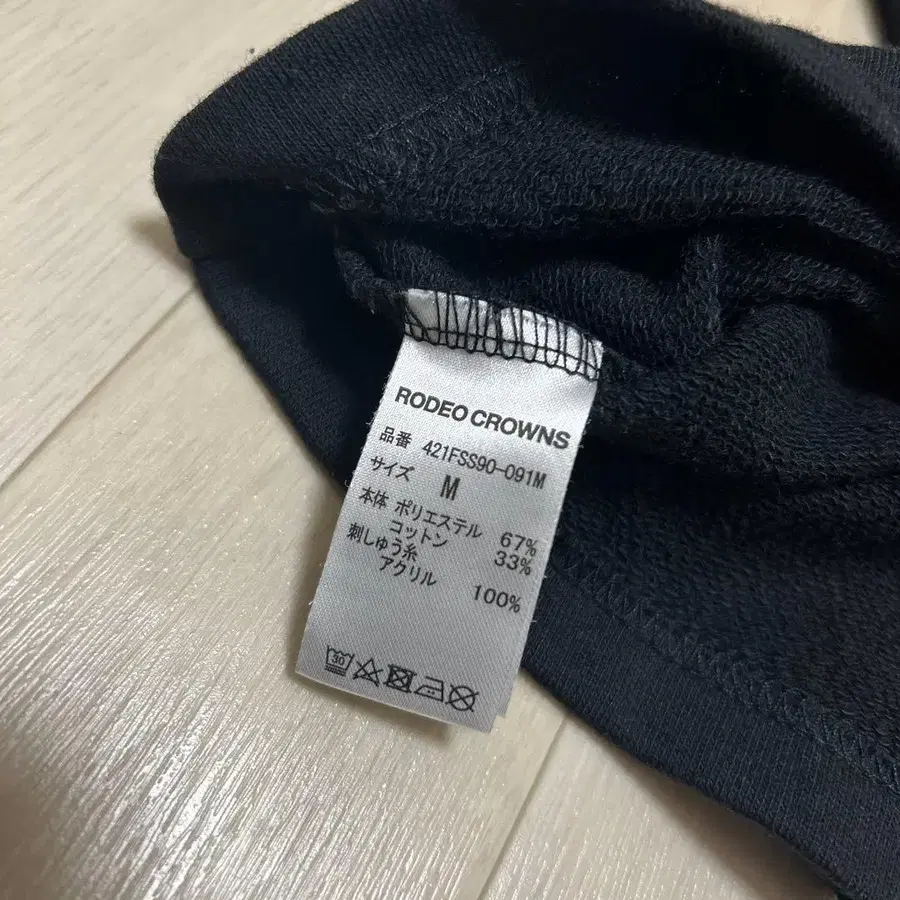 RODEO CROWNS
品番 421FSS90-091M
サイズ M
本体 ポリエステル 67%
コットン 33%
刺しゅう糸
アクリル 100%
30